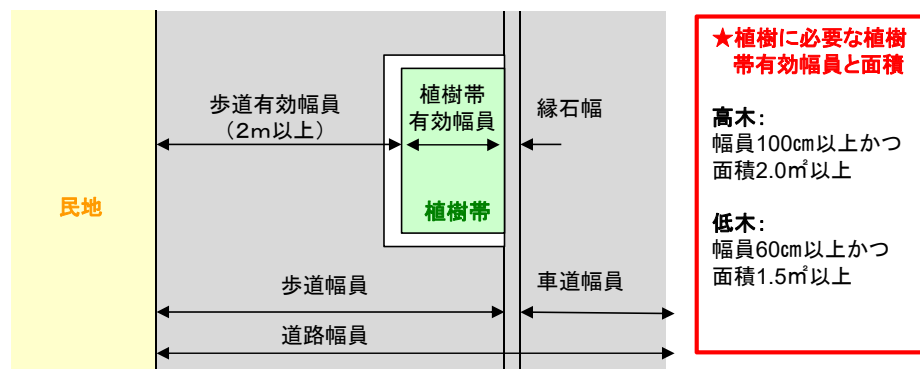 民地
歩道有効幅員
(2m以上)
植樹帯
有効幅員
植樹帯
縁石幅
歩道幅員
車道幅員
道路幅員
★植樹に必要な植樹
帯有効幅員と面積
高木:
幅員100㎝以上かつ
面積2.0㎡以上
低木:
幅員60㎝以上かつ
面積1.5㎡以上